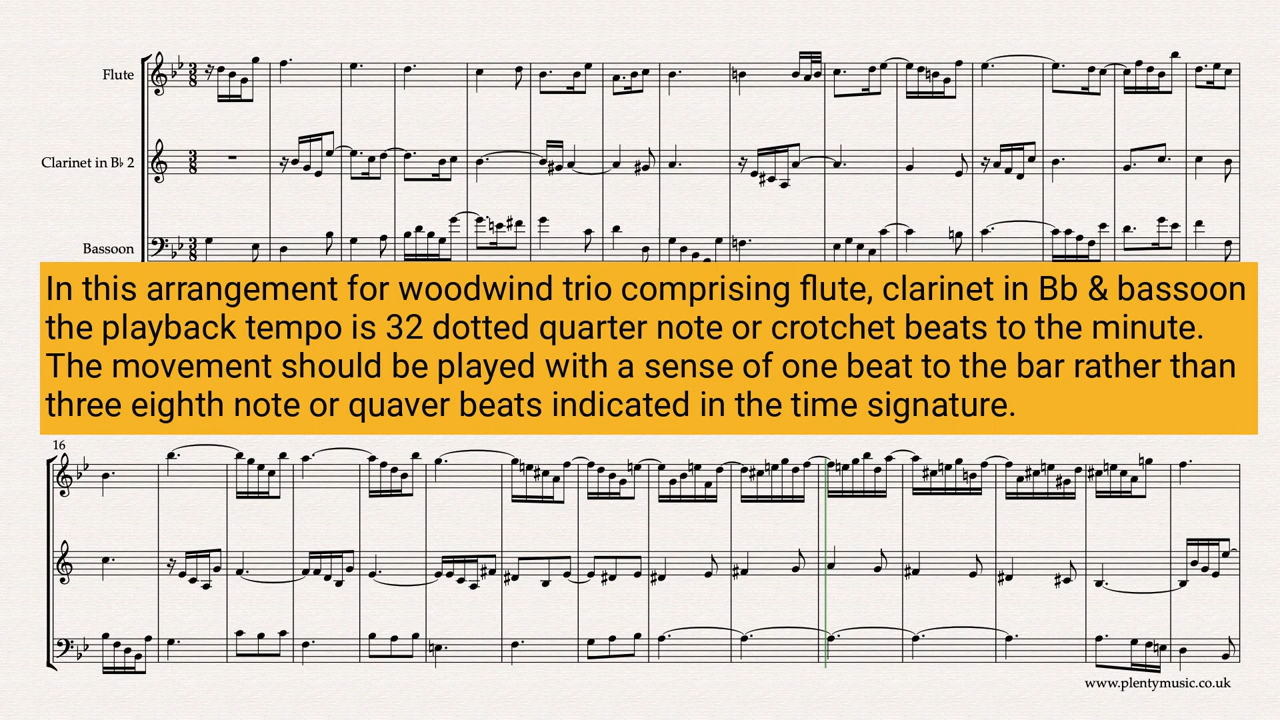 Flute
Clarinet in B♭ 2
Bassoon
In this arrangement for woodwind trio comprising flute, clarinet in Bb & bassoon
the playback tempo is 32 dotted quarter note or crotchet beats to the minute.
The movement should be played with a sense of one beat to the bar rather than
three eighth note or quaver beats indicated in the time signature.
16
www.plentymusic.co.uk